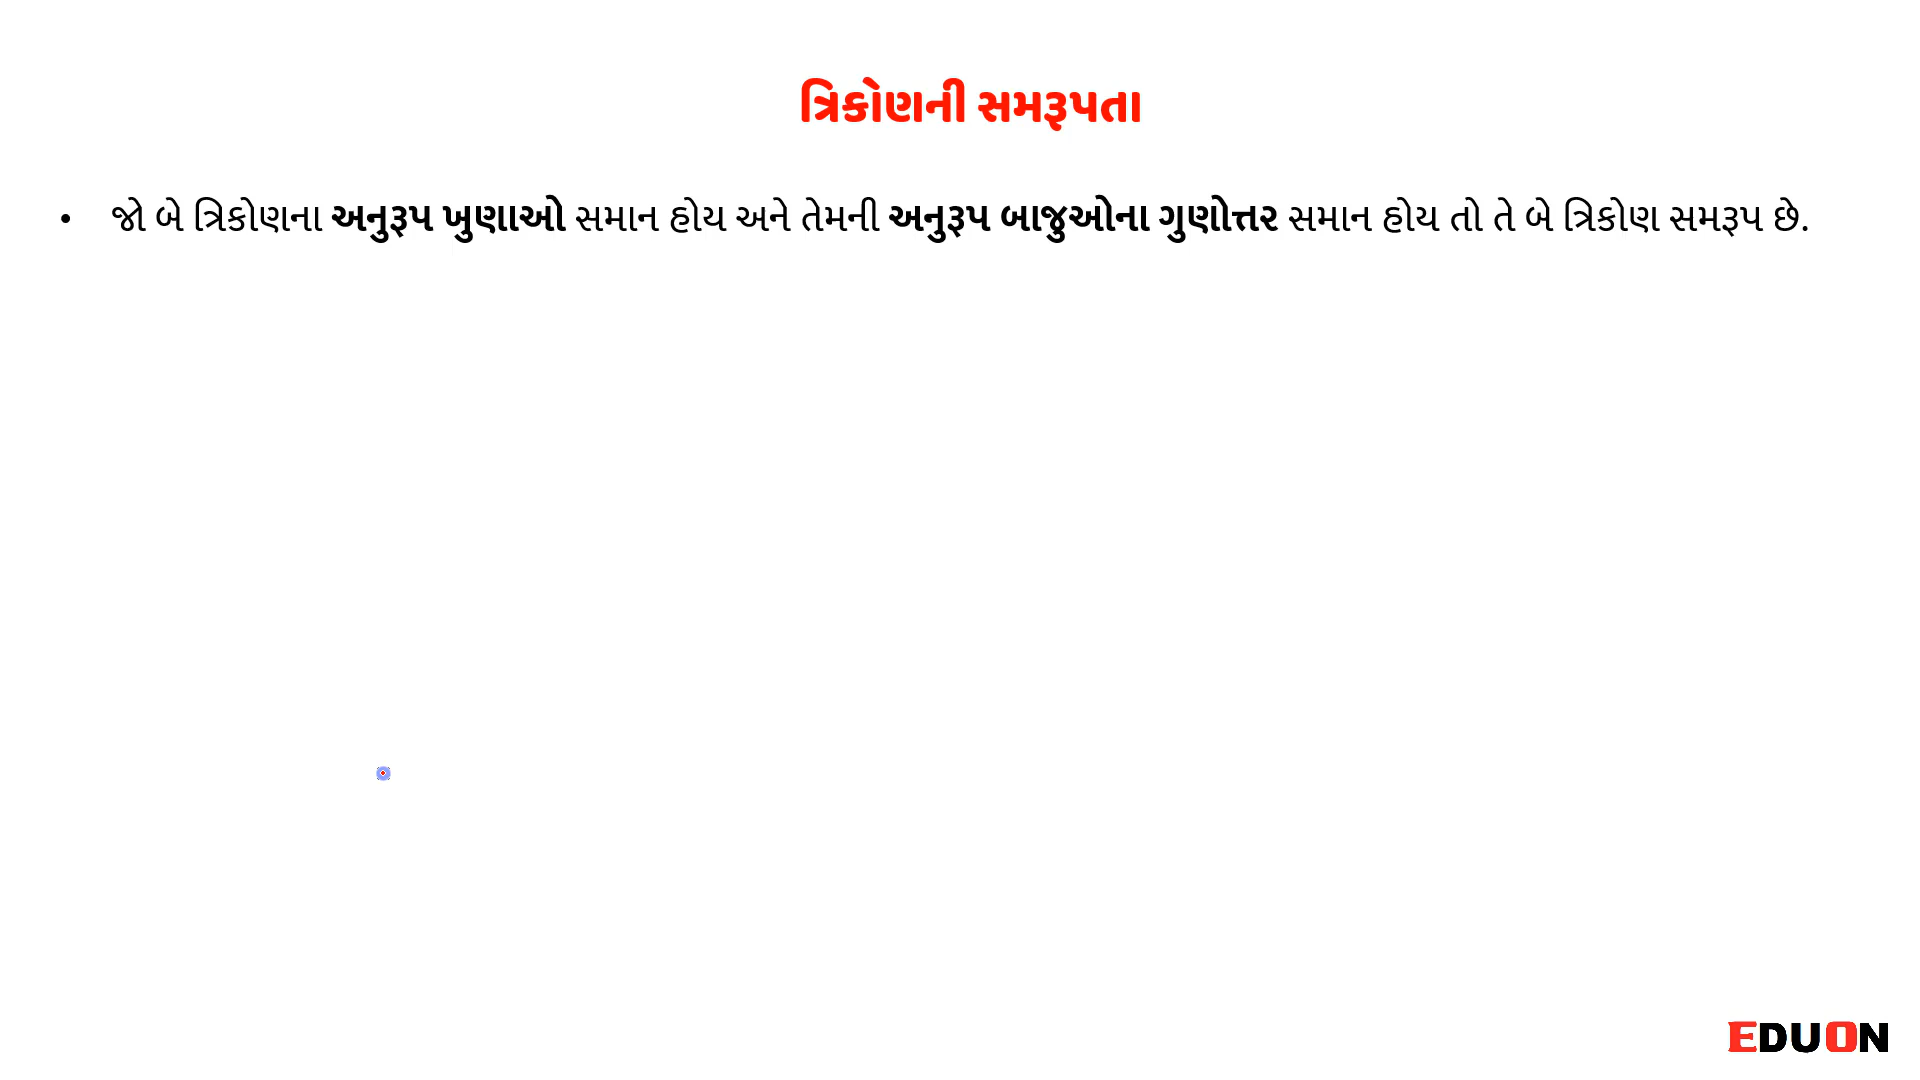 ત્રિકોણની સમરૂપતા
• જો બે ત્રિકોણના અનુરૂપ ખુણાઓ સમાન હોય અને તેમની અનુરૂપ બાજુઓના ગુણોત્તર સમાન હોય તો તે બે ત્રિકોણ સમરૂપ છે.
EDUON